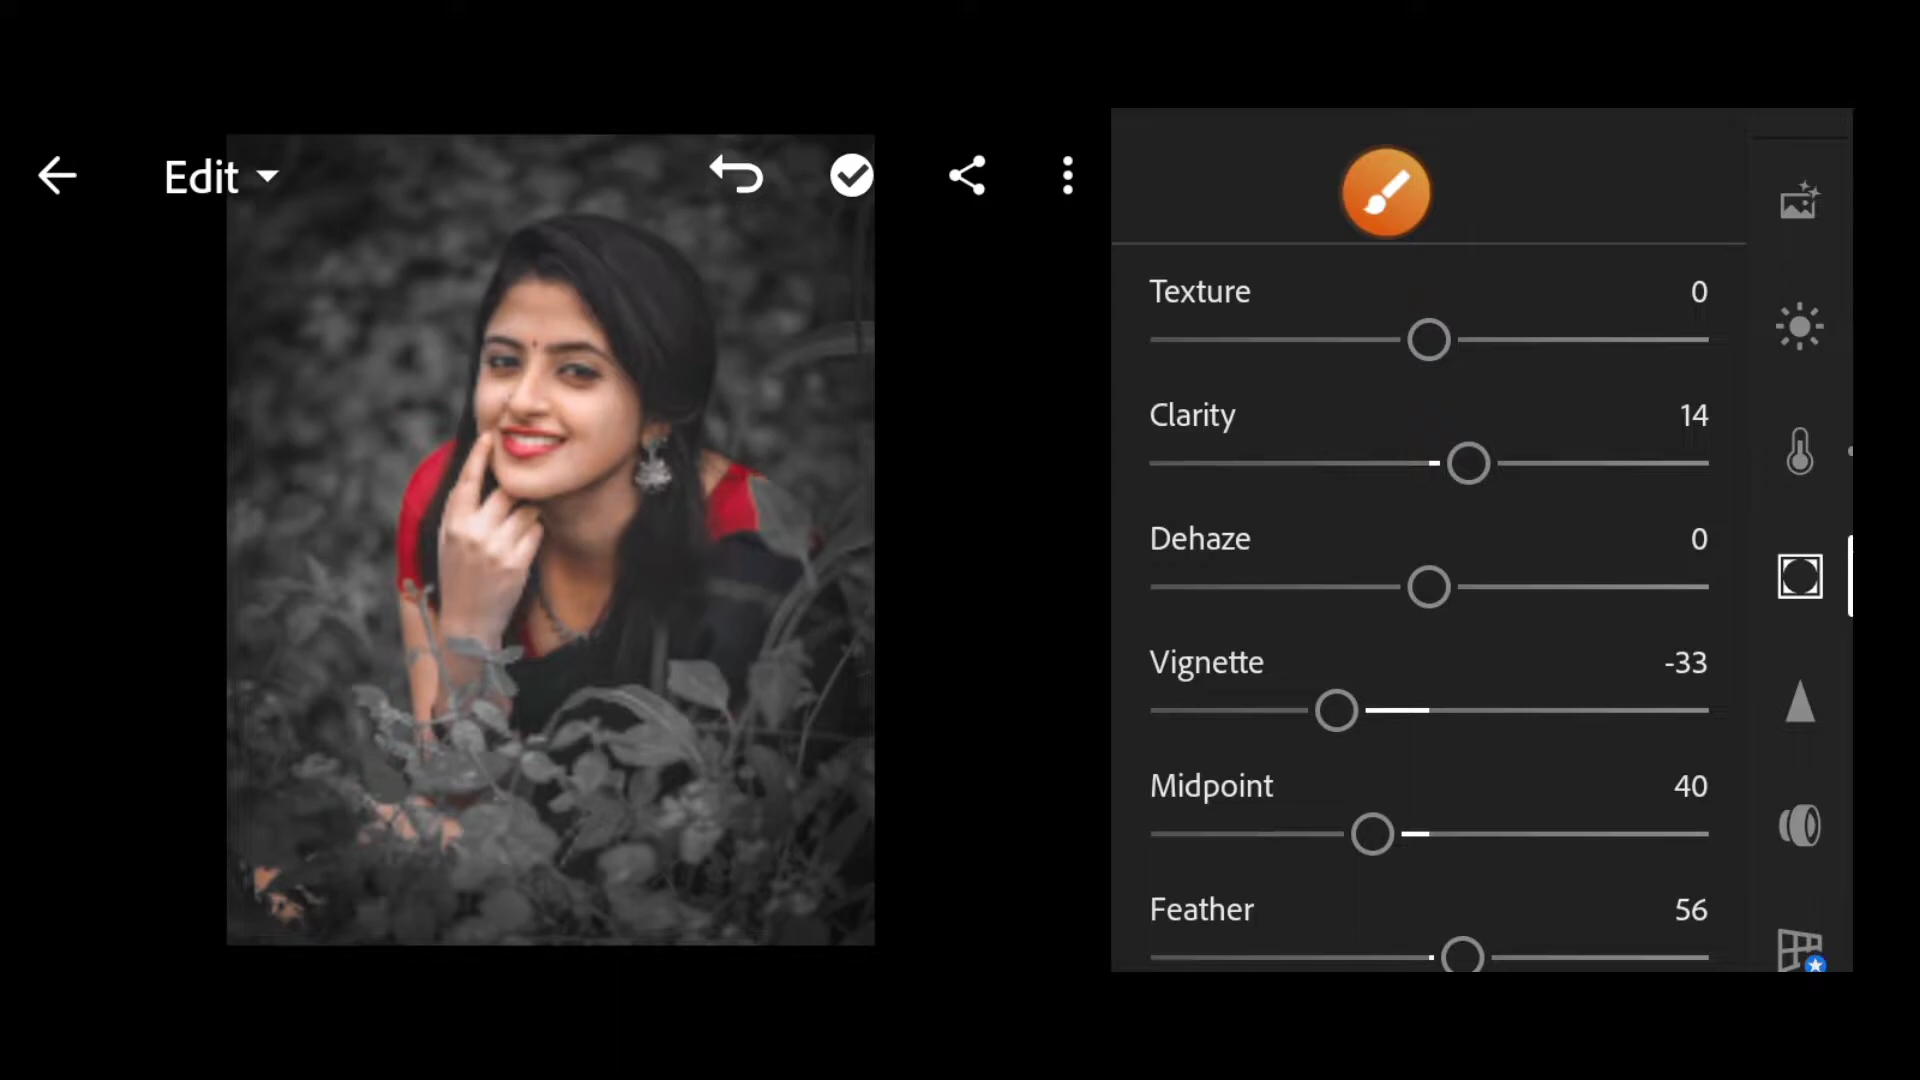 Edit
Texture 0
Clarity 14
Dehaze 0
Vignette -33
Midpoint 40
Feather 56